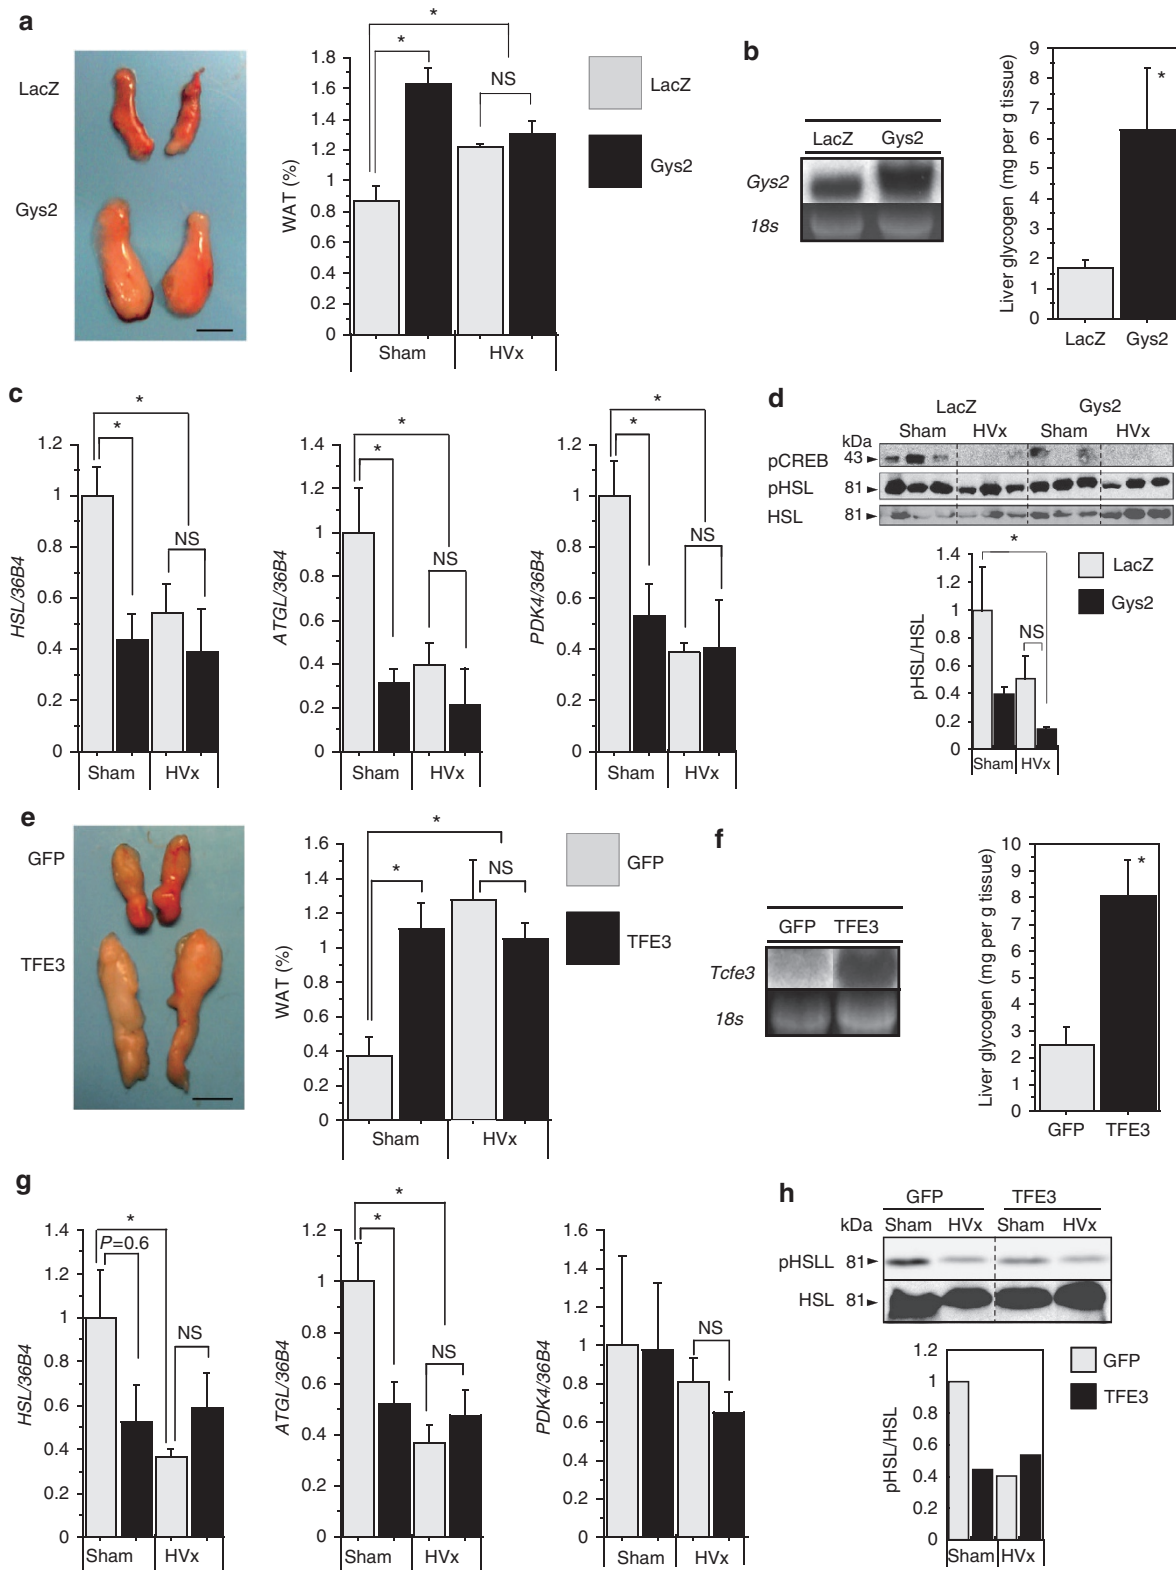 a
LacZ
Gys2
WAT (%)
1.8
1.6
1.4
1.2
1
0.8
0.6
0.4
0.2
0
*
*
NS
Sham HVx
LacZ
Gys2
b
LacZ Gys2
Gys2
18s
Liver glycogen (mg per g tissue)
9
8
7
6
5
4
3
2
1
0
*
LacZ Gys2
c
HSL/36B4
1.2
1
0.8
0.6
0.4
0.2
0
*
*
NS
Sham HVx
ATGL/36B4
1.4
1.2
1
0.8
0.6
0.4
0.2
0
*
*
NS
Sham HVx
PDK4/36B4
1.2
1
0.8
0.6
0.4
0.2
0
*
*
NS
Sham HVx
d
LacZ Gys2
kDa Sham HVx Sham HVx
pCREB 43
pHSL 81
HSL 81
pHSL/HSL
1.4
1.2
1
0.8
0.6
0.4
0.2
0
*
NS
Sham HVx
LacZ
Gys2
e
GFP
TFE3
WAT (%)
1.6
1.4
1.2
1
0.8
0.6
0.4
0.2
0
*
*
NS
Sham HVx
GFP
TFE3
f
GFP TFE3
Tcfe3
18s
Liver glycogen (mg per g tissue)
10
9
8
7
6
5
4
3
2
1
0
*
GFP TFE3
g
HSL/36B4
1.4
1.2
1
0.8
0.6
0.4
0.2
0
*
P=0.6
NS
Sham HVx
ATGL/36B4
1.2
1
0.8
0.6
0.4
0.2
0
*
*
NS
Sham HVx
PDK4/36B4
1.6
1.4
1.2
1
0.8
0.6
0.4
0.2
0
NS
Sham HVx
h
GFP TFE3
kDa Sham HVx Sham HVx
pHSLL 81
HSL 81
pHSL/HSL
1.2
1
0.8
0.6
0.4
0.2
0
Sham HVx
GFP
TFE3